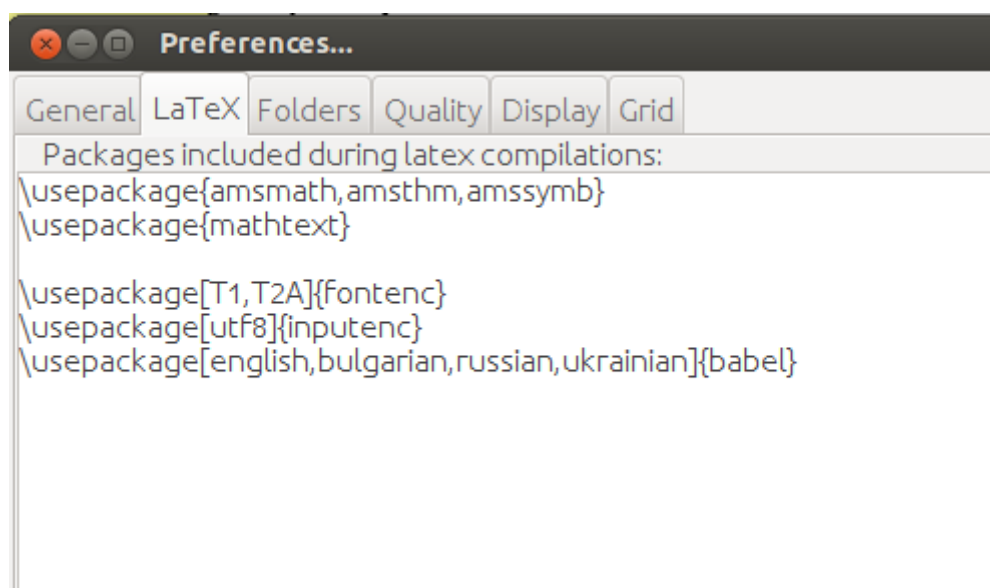 Preferences...
General LaTeX Folders Quality Display Grid
Packages included during latex compilations:
\usepackage{amsmath,amsthm,amssymb}
\usepackage{mathtext}
\usepackage[T1,T2A]{fontenc}
\usepackage[utf8]{inputenc}
\usepackage[english,bulgarian,russian,ukrainian]{babel}